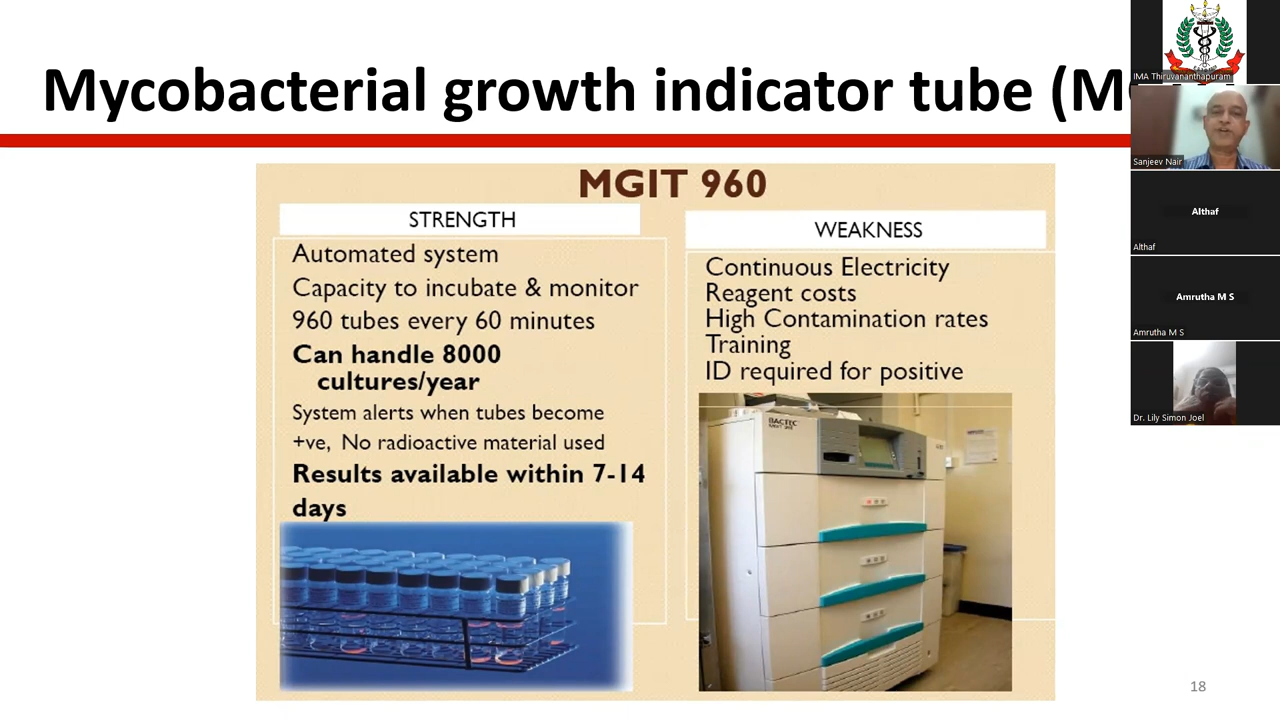 Mycobacterial growth indicator tube (M
MGIT 960
STRENGTH
Automated system
Capacity to incubate & monitor
960 tubes every 60 minutes
Can handle 8000
cultures/year
System alerts when tubes become
+ve, No radioactive material used
Results available within 7-14
days
WEAKNESS
Continuous Electricity
Reagent costs
High Contamination rates
Training
ID required for positive
BACTEC
18
IMA Thiruvananthapuram
Sanjeev Nair
Althaf
Althaf
Amrutha M S
Amrutha M S
Dr. Lily Simon Joel